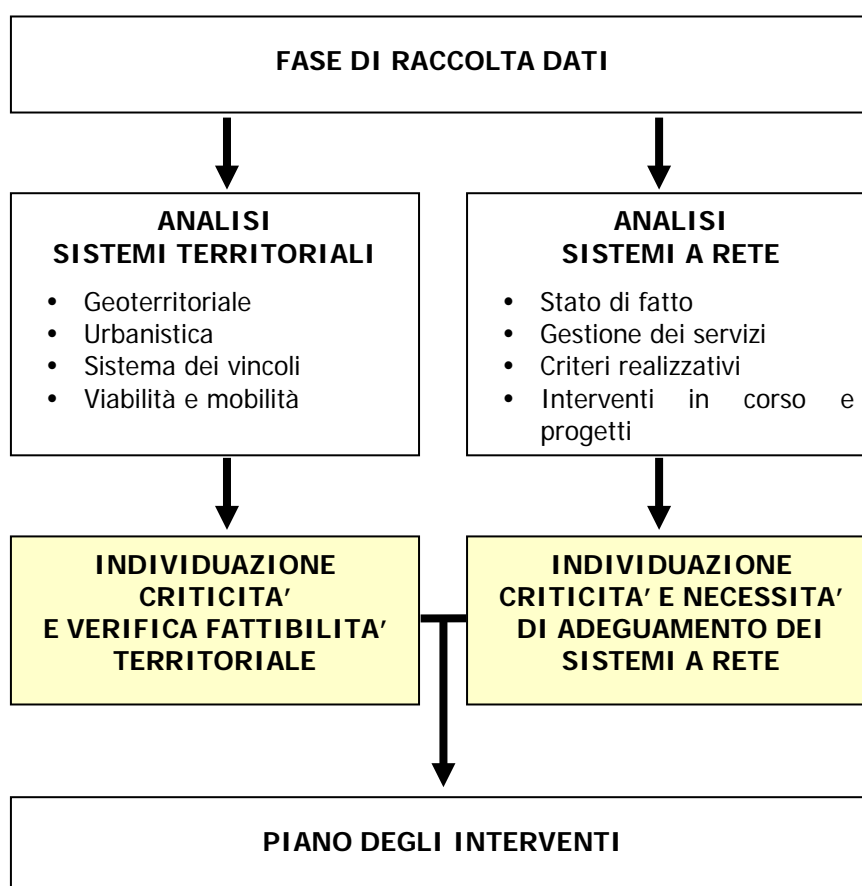 FASE DI RACCOLTA DATI
ANALISI
SISTEMI TERRITORIALI
• Geoterritoriale
• Urbanistica
• Sistema dei vincoli
• Viabilità e mobilità
ANALISI
SISTEMI A RETE
• Stato di fatto
• Gestione dei servizi
• Criteri realizzativi
• Interventi in corso e
progetti
INDIVIDUAZIONE
CRITICITA’
E VERIFICA FATTIBILITA’
TERRITORIALE
INDIVIDUAZIONE
CRITICITA’ E NECESSITA’
DI ADEGUAMENTO DEI
SISTEMI A RETE
PIANO DEGLI INTERVENTI